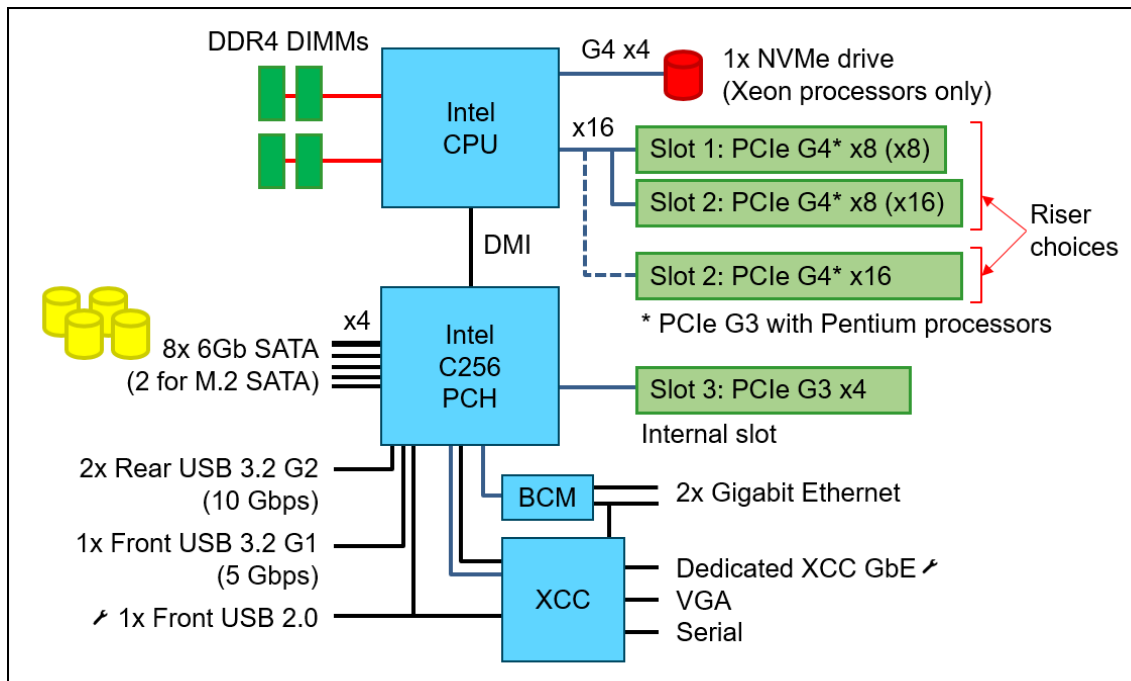 DDR4 DIMMs
Intel
CPU
G4 x4
1x NVMe drive
(Xeon processors only)
x16
Slot 1: PCIe G4* x8 (x8)
Slot 2: PCIe G4* x8 (x16)
Riser
choices
Slot 2: PCIe G4* x16
* PCIe G3 with Pentium processors
DMI
x4
8x 6Gb SATA
(2 for M.2 SATA)
Intel
C256
PCH
Slot 3: PCIe G3 x4
Internal slot
2x Rear USB 3.2 G2
(10 Gbps)
1x Front USB 3.2 G1
(5 Gbps)
1x Front USB 2.0
BCM
2x Gigabit Ethernet
XCC
Dedicated XCC GbE
VGA
Serial